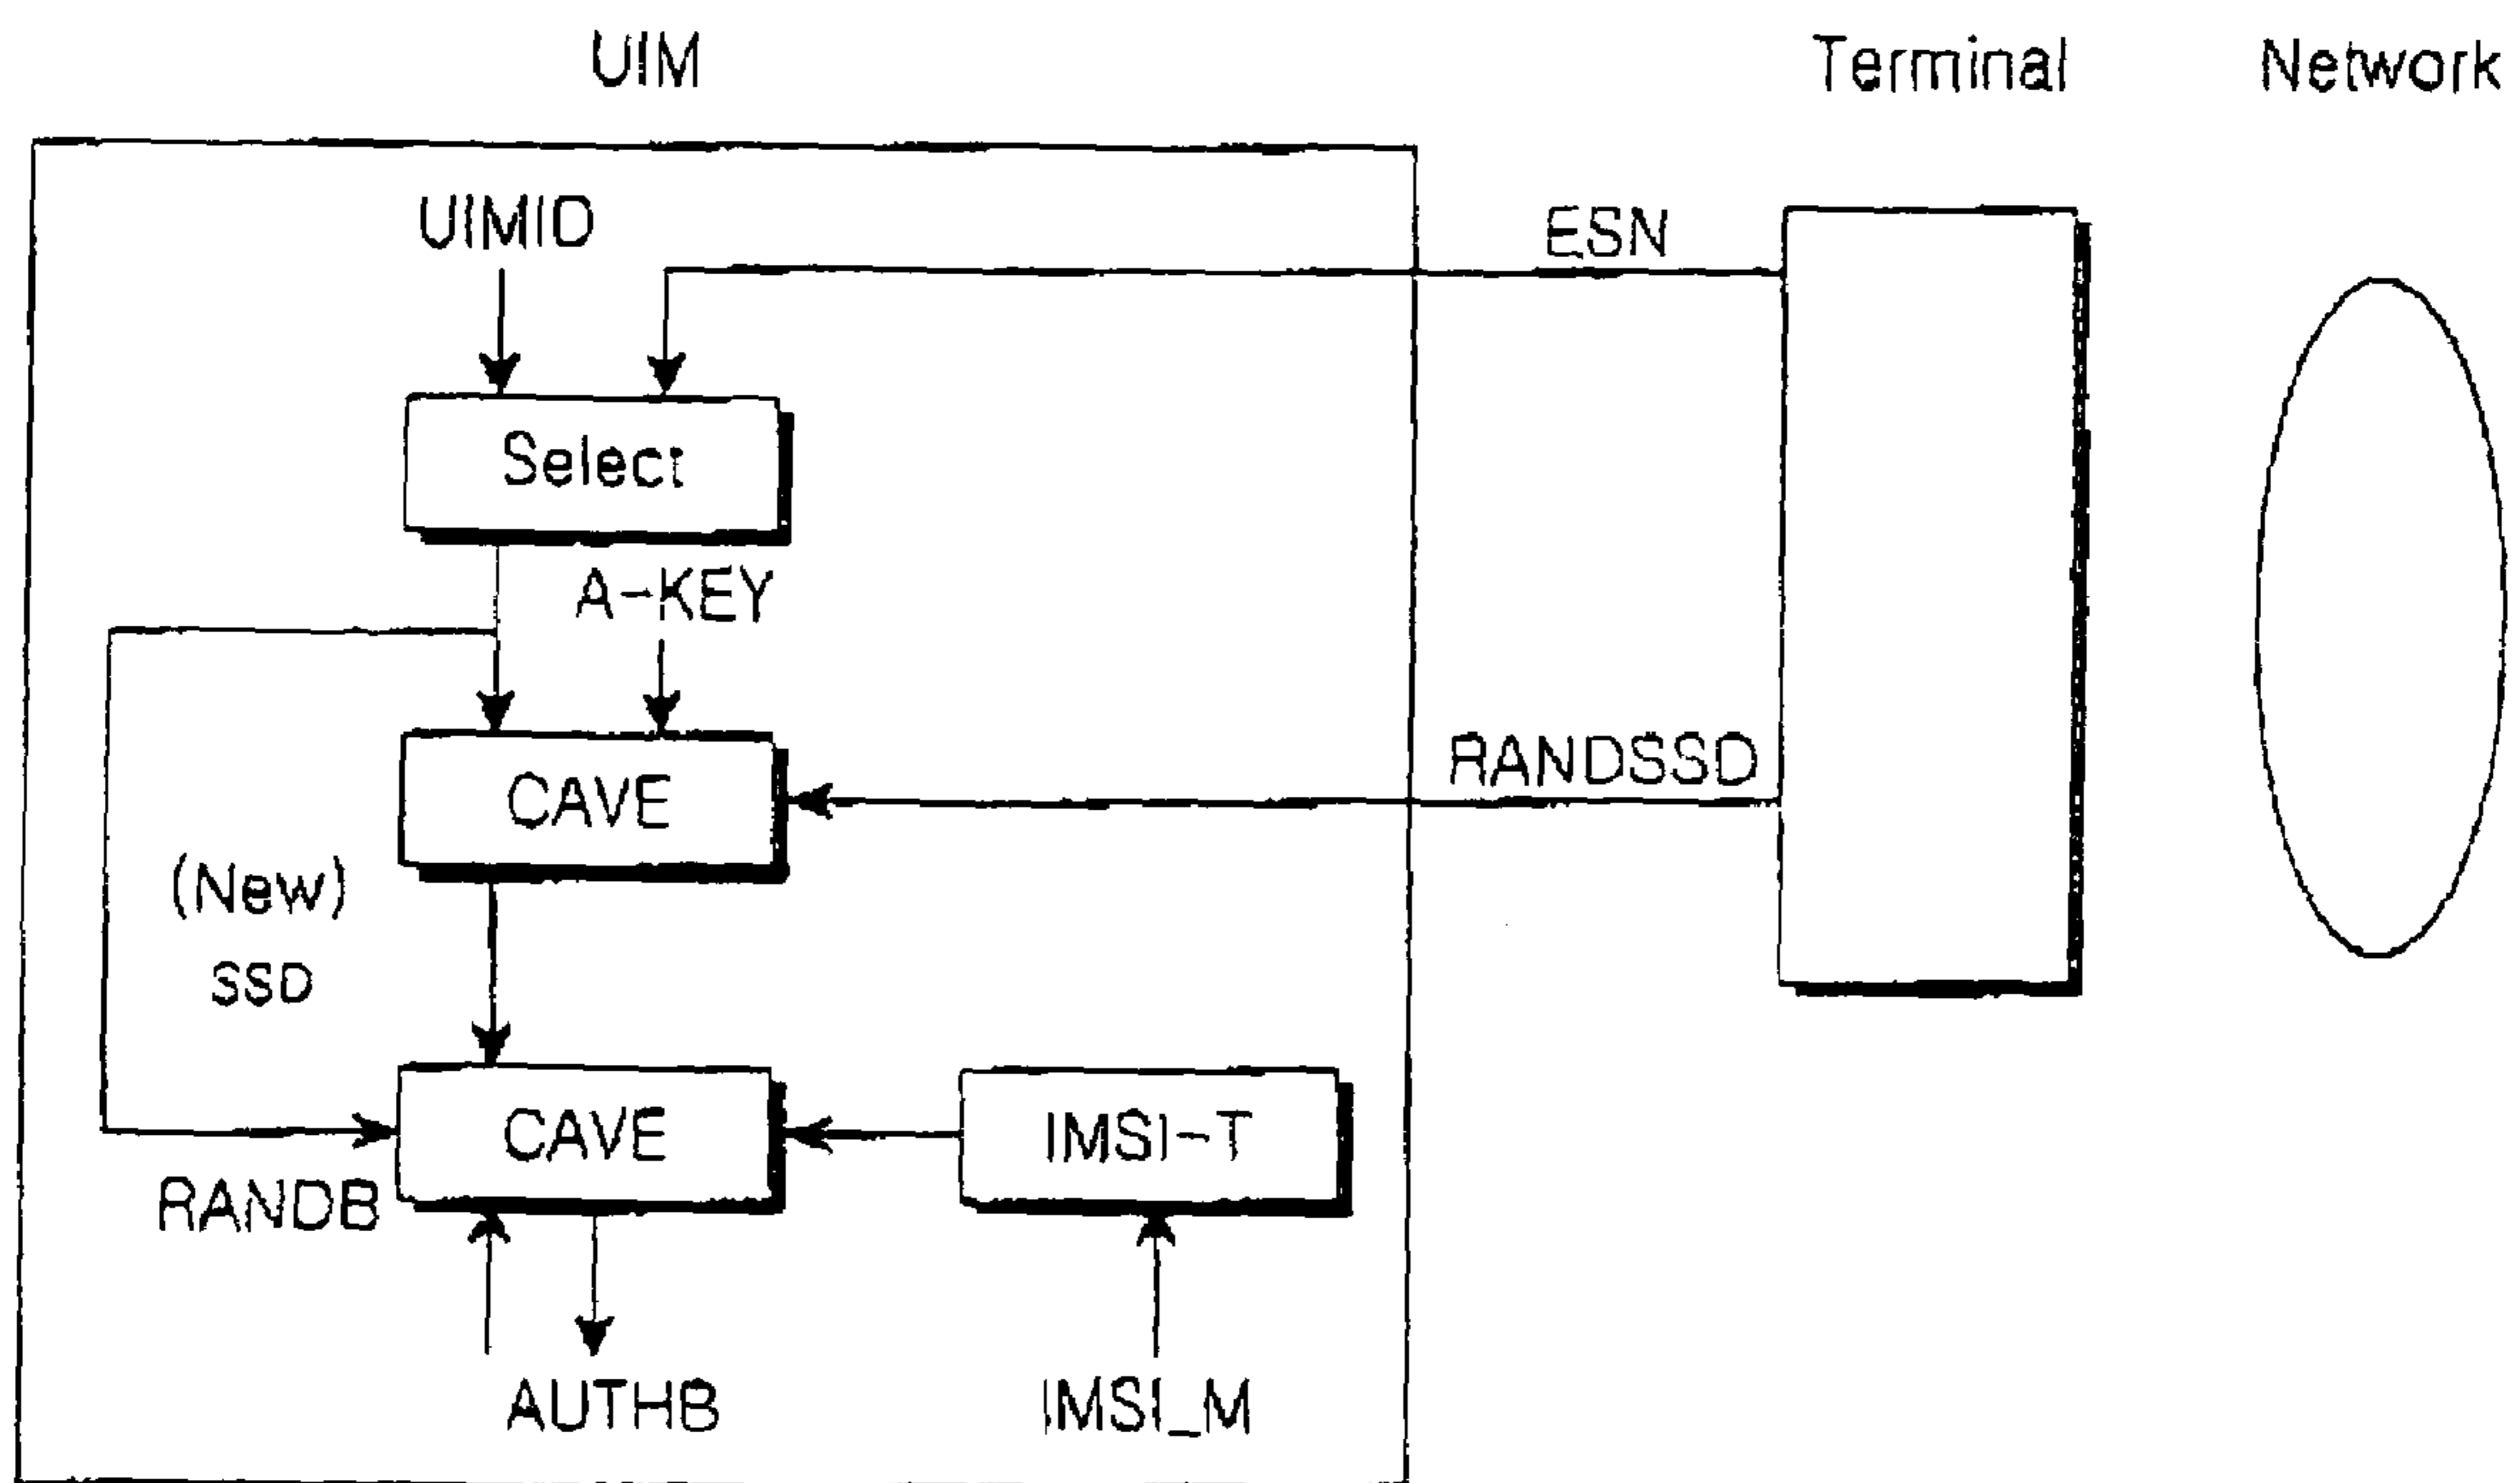 UIM
Terminal
Network
UIMID
ESN
Select
A-KEY
RANDSSD
CAVE
(New)
SSD
CAVE
IMSI-T
RANDB
AUTHB
IMSI_M